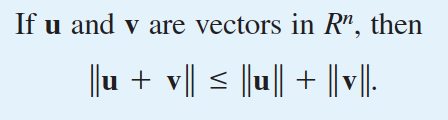 If u and v are vectors in Rⁿ, then
‖u + v‖ ≤ ‖u‖ + ‖v‖.